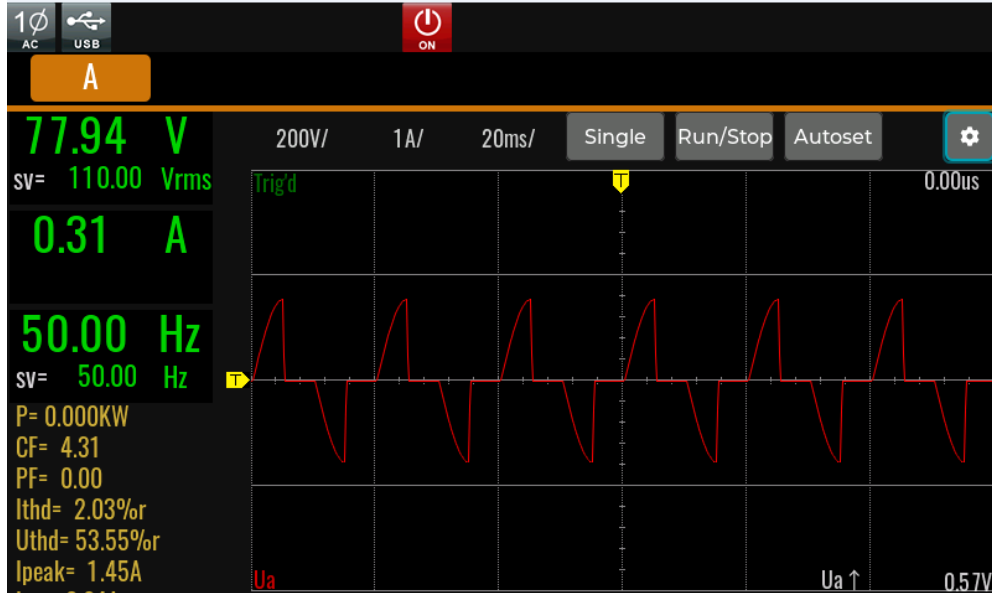 1Ø
AC
USB
ON
A
77.94 V
SV= 110.00 Vrms
0.31 A
50.00 Hz
SV= 50.00 Hz
P= 0.000KW
CF= 4.31
PF= 0.00
Ithd= 2.03%r
Uthd= 53.55%r
Ipeak= 1.45A
200V/ 1A/ 20ms/ Single Run/Stop Autoset
Trig'd T 0.00us
T
Ua Ua↑ 0.57V